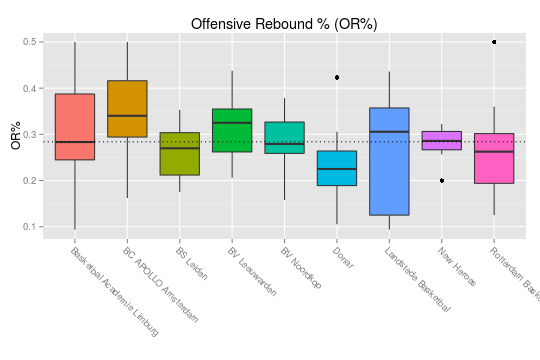 Offensive Rebound % (OR%)
OR%
0.5
0.4
0.3
0.2
0.1
Basketbal Academie Limburg
BC APOLLO Amsterdam
BS Leiden
BV Leeuwarden
BV Noordkop
Donar
Landstede Basketbal
New Heroes
Rotterdam